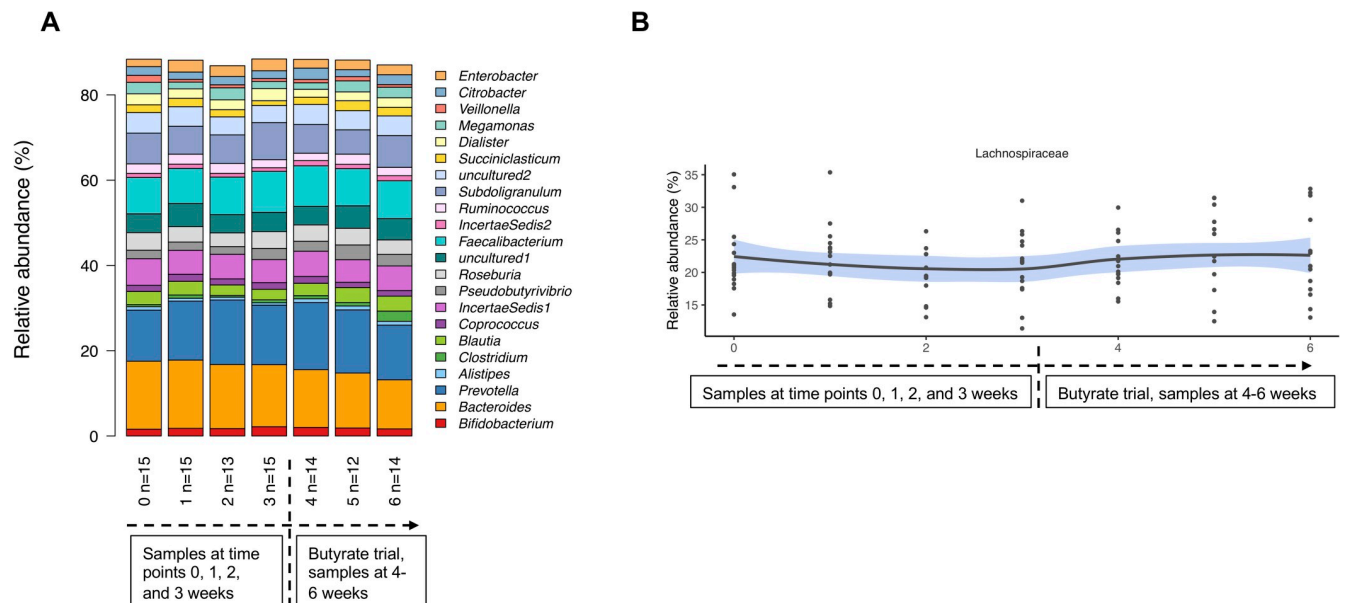 A
Relative abundance (%)
80
60
40
20
0
Enterobacter
Citrobacter
Veillonella
Megamonas
Dialister
Succiniclasticum
uncultured2
Subdoligranulum
Ruminococcus
IncertaeSedis2
Faecalibacterium
uncultured1
Roseburia
Pseudobutyrivibrio
IncertaeSedis1
Coprococcus
Blautia
Clostridium
Alistipes
Prevotella
Bacteroides
Bifidobacterium
0 n=15
1 n=15
2 n=13
3 n=15
4 n=14
5 n=12
6 n=14
Samples at time
points 0, 1, 2,
and 3 weeks
Butyrate trial,
samples at 4-
6 weeks
B
Lachnospiraceae
Relative abundance (%)
35
30
25
20
15
0
2
4
6
Samples at time points 0, 1, 2, and 3 weeks
Butyrate trial, samples at 4-6 weeks